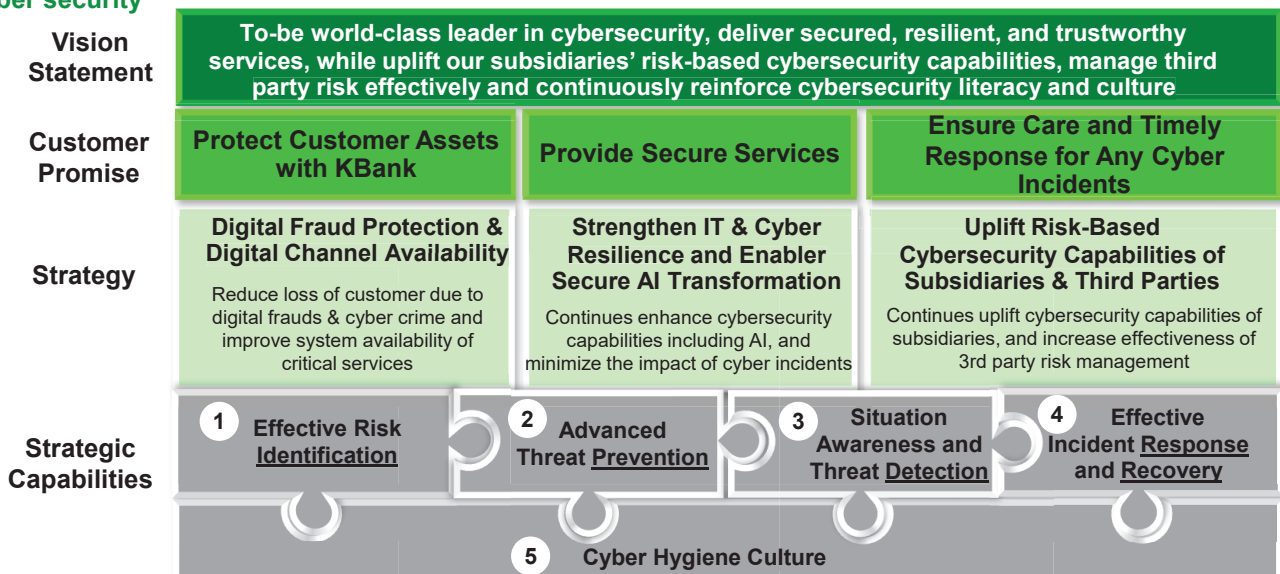 ber security
Vision
Statement
To-be world-class leader in cybersecurity, deliver secured, resilient, and trustworthy
services, while uplift our subsidiaries’ risk-based cybersecurity capabilities, manage third
party risk effectively and continuously reinforce cybersecurity literacy and culture
Customer
Promise
Protect Customer Assets
with KBank
Provide Secure Services
Ensure Care and Timely
Response for Any Cyber
Incidents
Strategy
Digital Fraud Protection &
Digital Channel Availability
Reduce loss of customer due to
digital frauds & cyber crime and
improve system availability of
critical services
Strengthen IT & Cyber
Resilience and Enabler
Secure AI Transformation
Continues enhance cybersecurity
capabilities including AI, and
minimize the impact of cyber incidents
Uplift Risk-Based
Cybersecurity Capabilities of
Subsidiaries & Third Parties
Continues uplift cybersecurity capabilities of
subsidiaries, and increase effectiveness of
3rd party risk management
Strategic
Capabilities
1
Effective Risk
Identification
2
Advanced
Threat Prevention
3
Situation
Awareness and
Threat Detection
4
Effective
Incident Response
and Recovery
5
Cyber Hygiene Culture